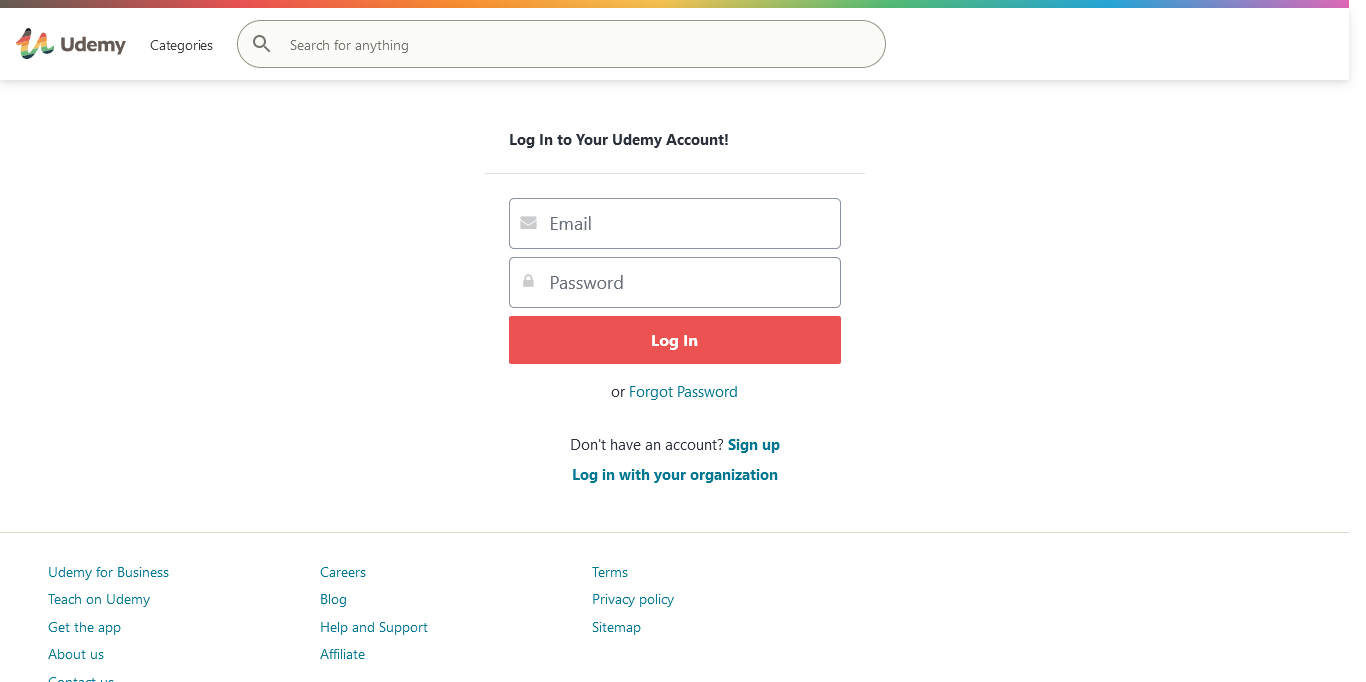 Udemy Categories Search for anything
Log In to Your Udemy Account!
Email
Password
Log In
or Forgot Password
Don't have an account? Sign up
Log in with your organization
Udemy for Business Careers Terms
Teach on Udemy Blog Privacy policy
Get the app Help and Support Sitemap
About us Affiliate
Contact us